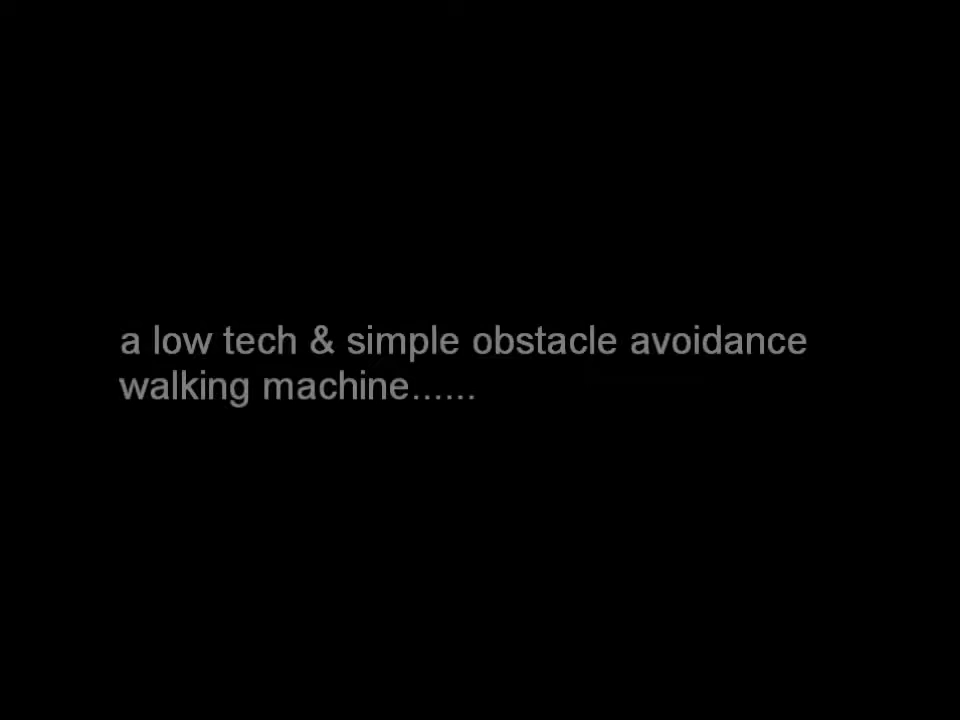 a low tech & simple obstacle avoidance
walking machine......